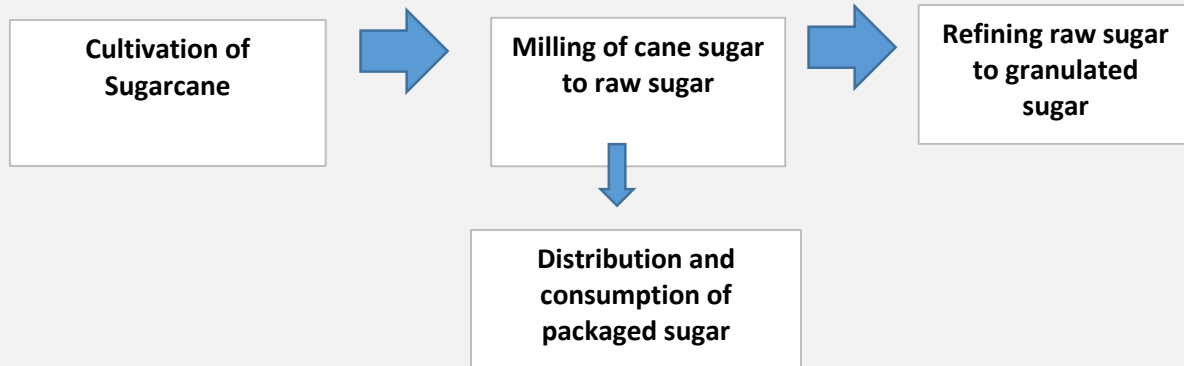 Cultivation of
Sugarcane
Milling of cane sugar
to raw sugar
Refining raw sugar
to granulated
sugar
Distribution and
consumption of
packaged sugar